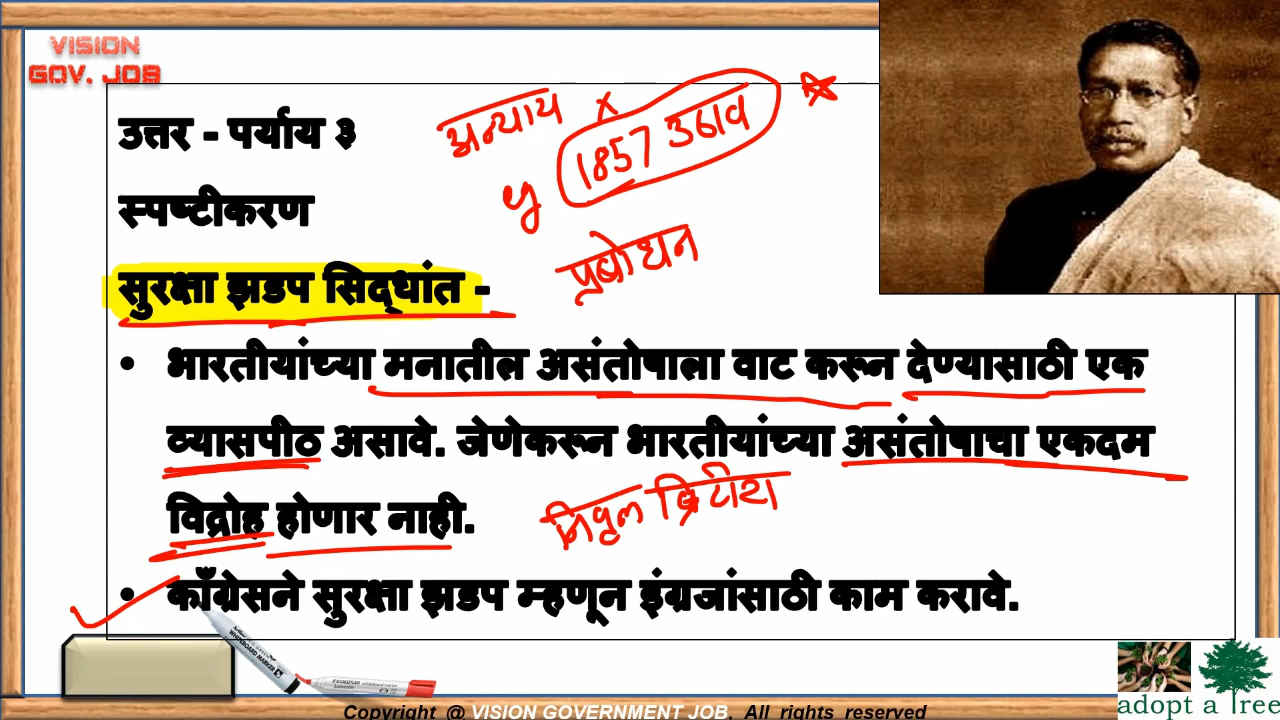 VISION
GOV. JOB
उत्तर - पर्याय ३
अन्याय
1857 उठाव
स्पष्टीकरण
प्रबोधन
सुरक्षा झडप सिद्धांत -
• भारतीयांच्या मनातील असंतोषाला वाट करून देण्यासाठी एक
व्यासपीठ असावे. जेणेकरून भारतीयांच्या असंतोषाचा एकदम
विद्रोह होणार नाही.
• काँग्रेसने सुरक्षा झडप म्हणून इंग्रजांसाठी काम करावे.
WHITEBOARD MARKER
adopt a Tree
Copyright @ VISION GOVERNMENT JOB. All rights reserved